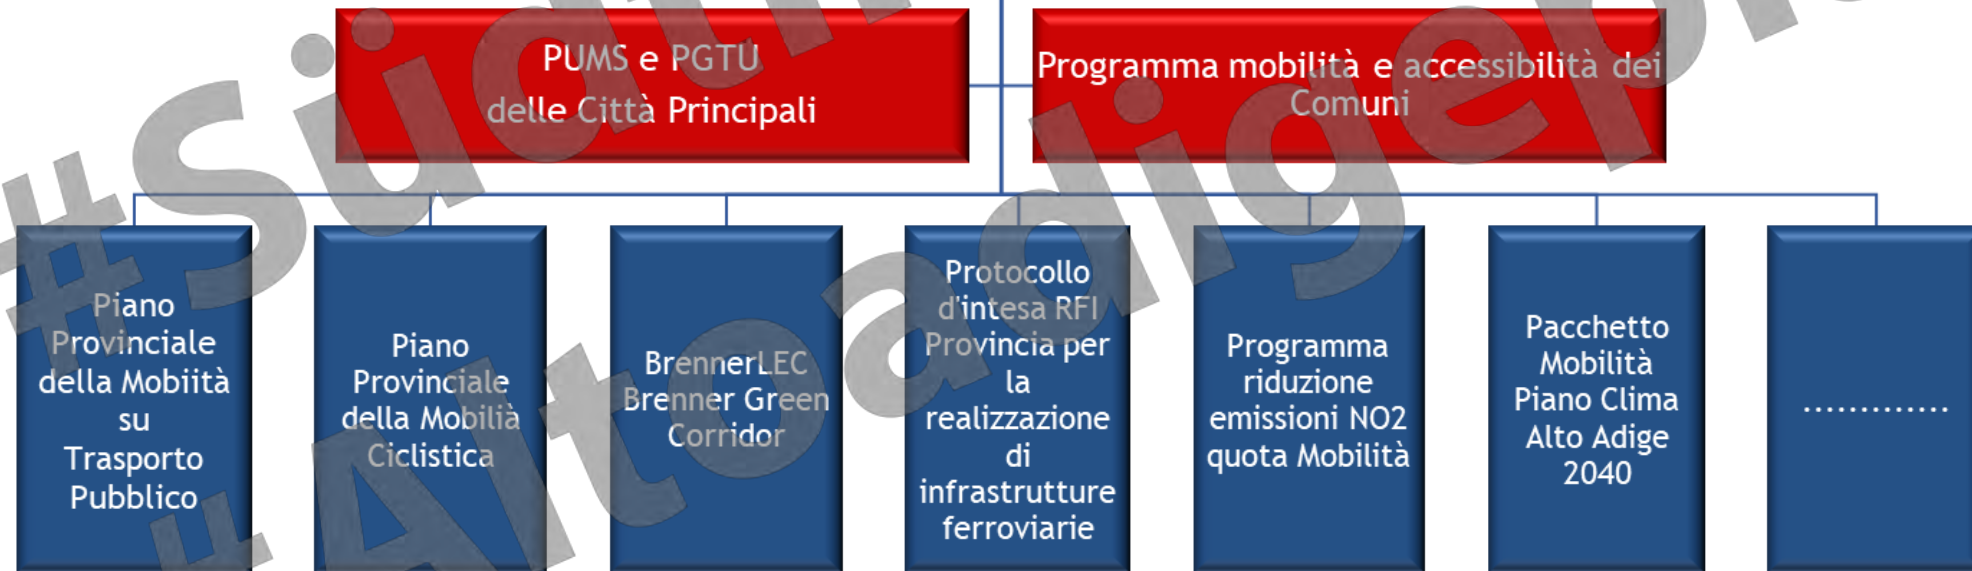 PUMS e PGTU
delle Città Principali
Programma mobilità e accessibilità dei
Comuni
Piano
Provinciale
della Mobiità
su
Trasporto
Pubblico
Piano
Provinciale
della Mobilià
Ciclistica
BrennerLEC
Brenner Green
Corridor
Protocollo
d'intesa RFI
Provincia per
la
realizzazione
di
infrastrutture
ferroviarie
Programma
riduzione
emissioni NO2
quota Mobilità
Pacchetto
Mobilità
Piano Clima
Alto Adige
2040
.............
#Altoadige